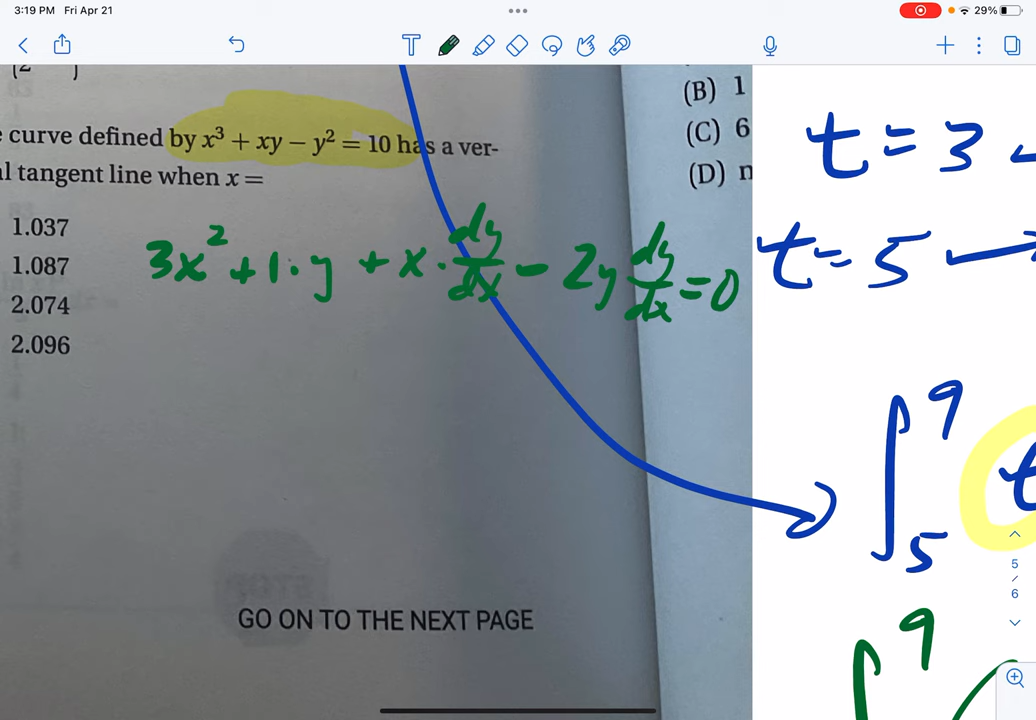 3:19 PM Fri Apr 21
29%
curve defined by x³ + xy − y² = 10 has a ver-
al tangent line when x =
1.037
1.087
2.074
2.096
3x² + 1·y + x · dy/dx − 2y dy/dx = 0
(B) 1
(C) 6
(D)
t = 3
t = 5
∫₅⁹ t
9
GO ON TO THE NEXT PAGE
5
/
6